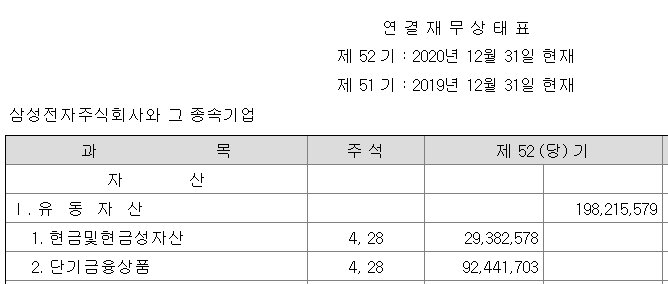 연 결 재 무 상 태 표
제 52 기 : 2020년 12월 31일 현재
제 51 기 : 2019년 12월 31일 현재
삼성전자주식회사와 그 종속기업
과 목 주 석 제 52 (당) 기
자 산
Ⅰ. 유 동 자 산 198,215,579
1. 현금및현금성자산 4, 28 29,382,578
2. 단기금융상품 4, 28 92,441,703